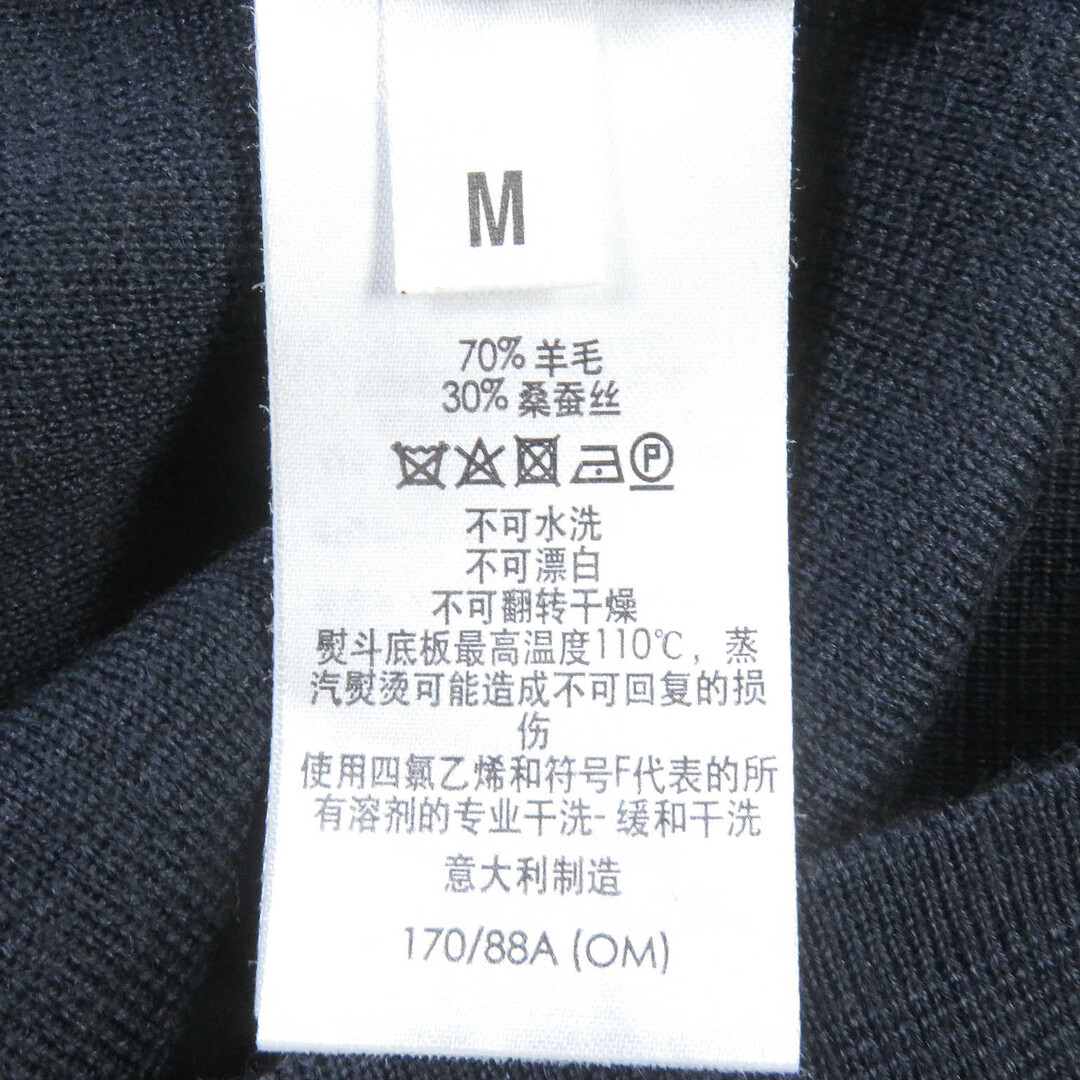 M
70% 羊毛
30% 桑蚕丝
P
不可水洗
不可漂白
不可翻转干燥
熨斗底板最高温度110℃，蒸
汽熨烫可能造成不可回复的损
伤
使用四氯乙烯和符号F代表的所
有溶剂的专业干洗- 缓和干洗
意大利制造
170/88A (OM)